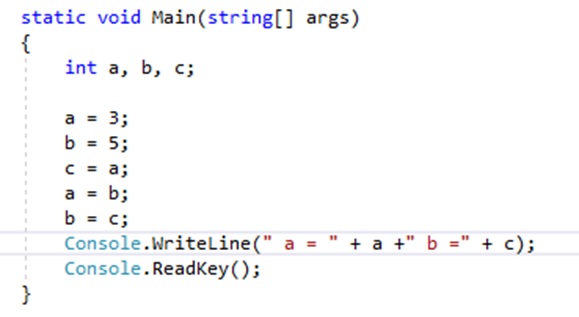 static void Main(string[] args)
{
int a, b, c;
a = 3;
b = 5;
c = a;
a = b;
b = c;
Console.WriteLine(" a = " + a +" b =" + c);
Console.ReadKey();
}